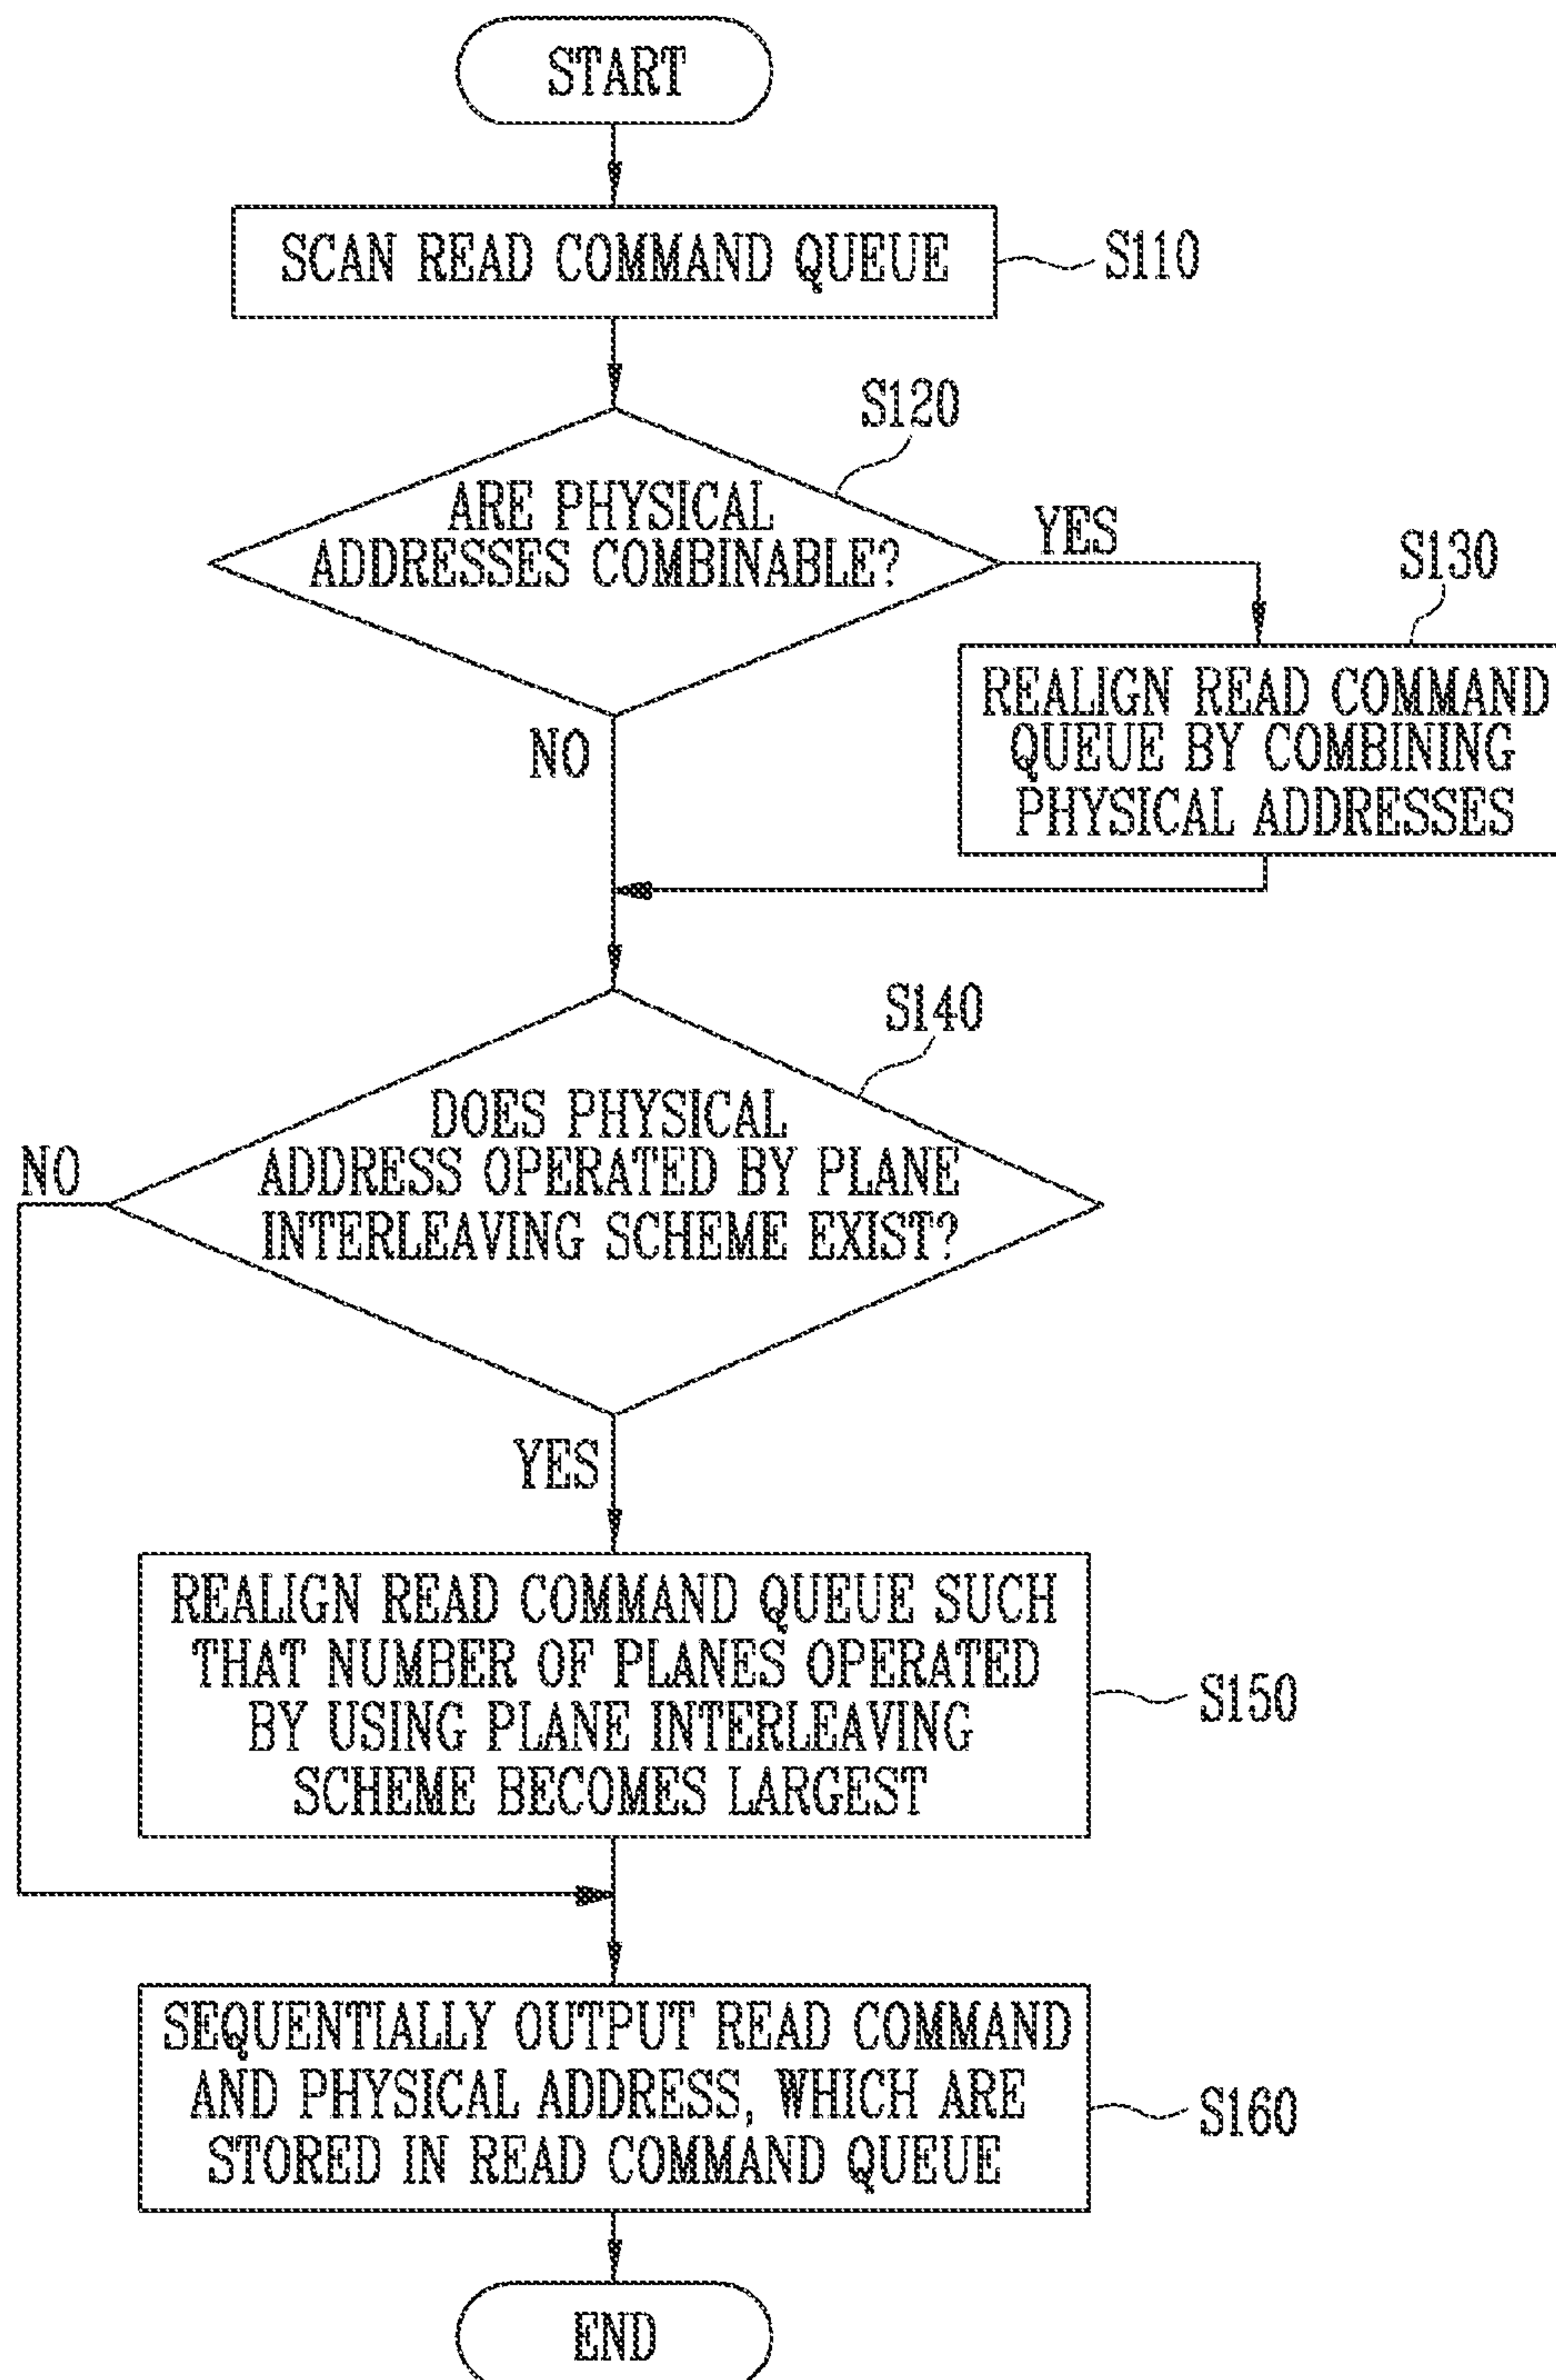 START
SCAN READ COMMAND QUEUE
S110
S120
ARE PHYSICAL
ADDRESSES COMBINABLE?
YES
S130
REALIGN READ COMMAND
QUEUE BY COMBINING
PHYSICAL ADDRESSES
NO
S140
DOES PHYSICAL
ADDRESS OPERATED BY PLANE
INTERLEAVING SCHEME EXIST?
NO
YES
REALIGN READ COMMAND QUEUE SUCH
THAT NUMBER OF PLANES OPERATED
BY USING PLANE INTERLEAVING
SCHEME BECOMES LARGEST
S150
SEQUENTIALLY OUTPUT READ COMMAND
AND PHYSICAL ADDRESS, WHICH ARE
STORED IN READ COMMAND QUEUE
S160
END